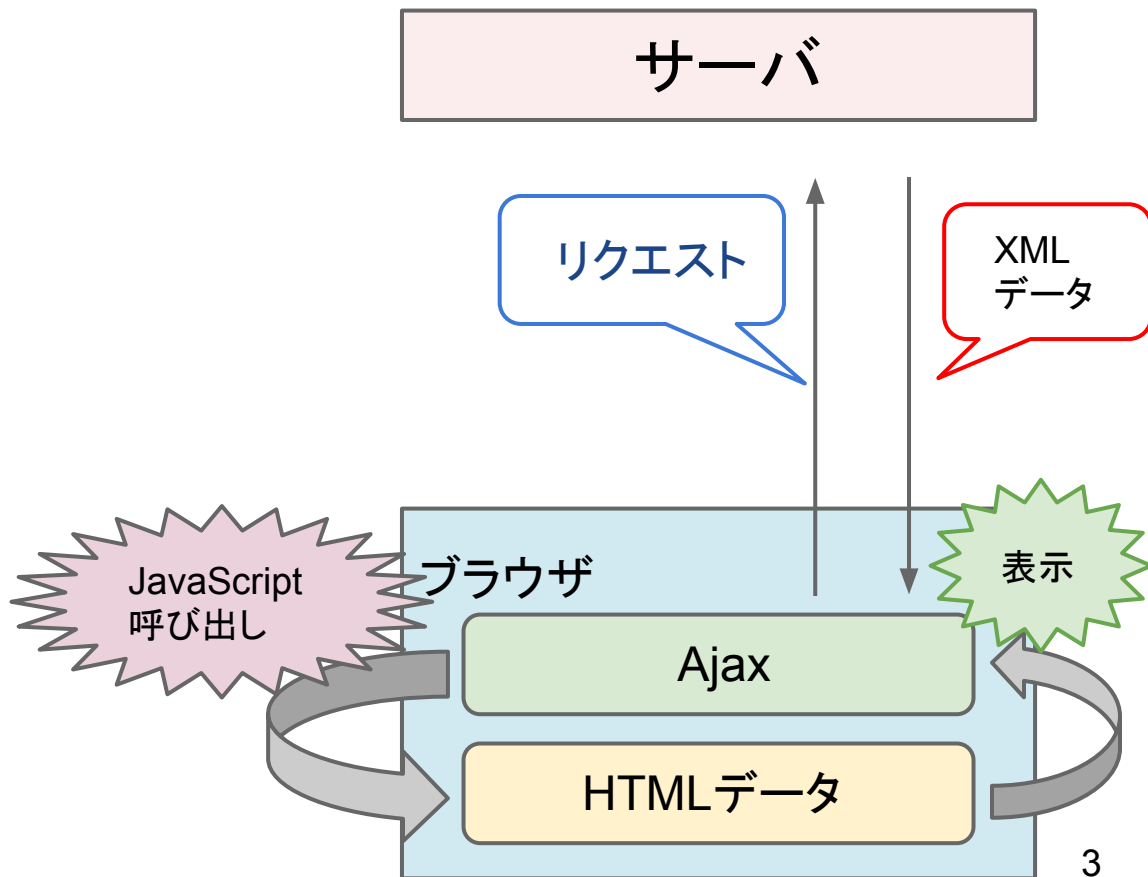 サーバ
リクエスト
XML
データ
JavaScript
呼び出し
ブラウザ
表示
Ajax
HTMLデータ
3